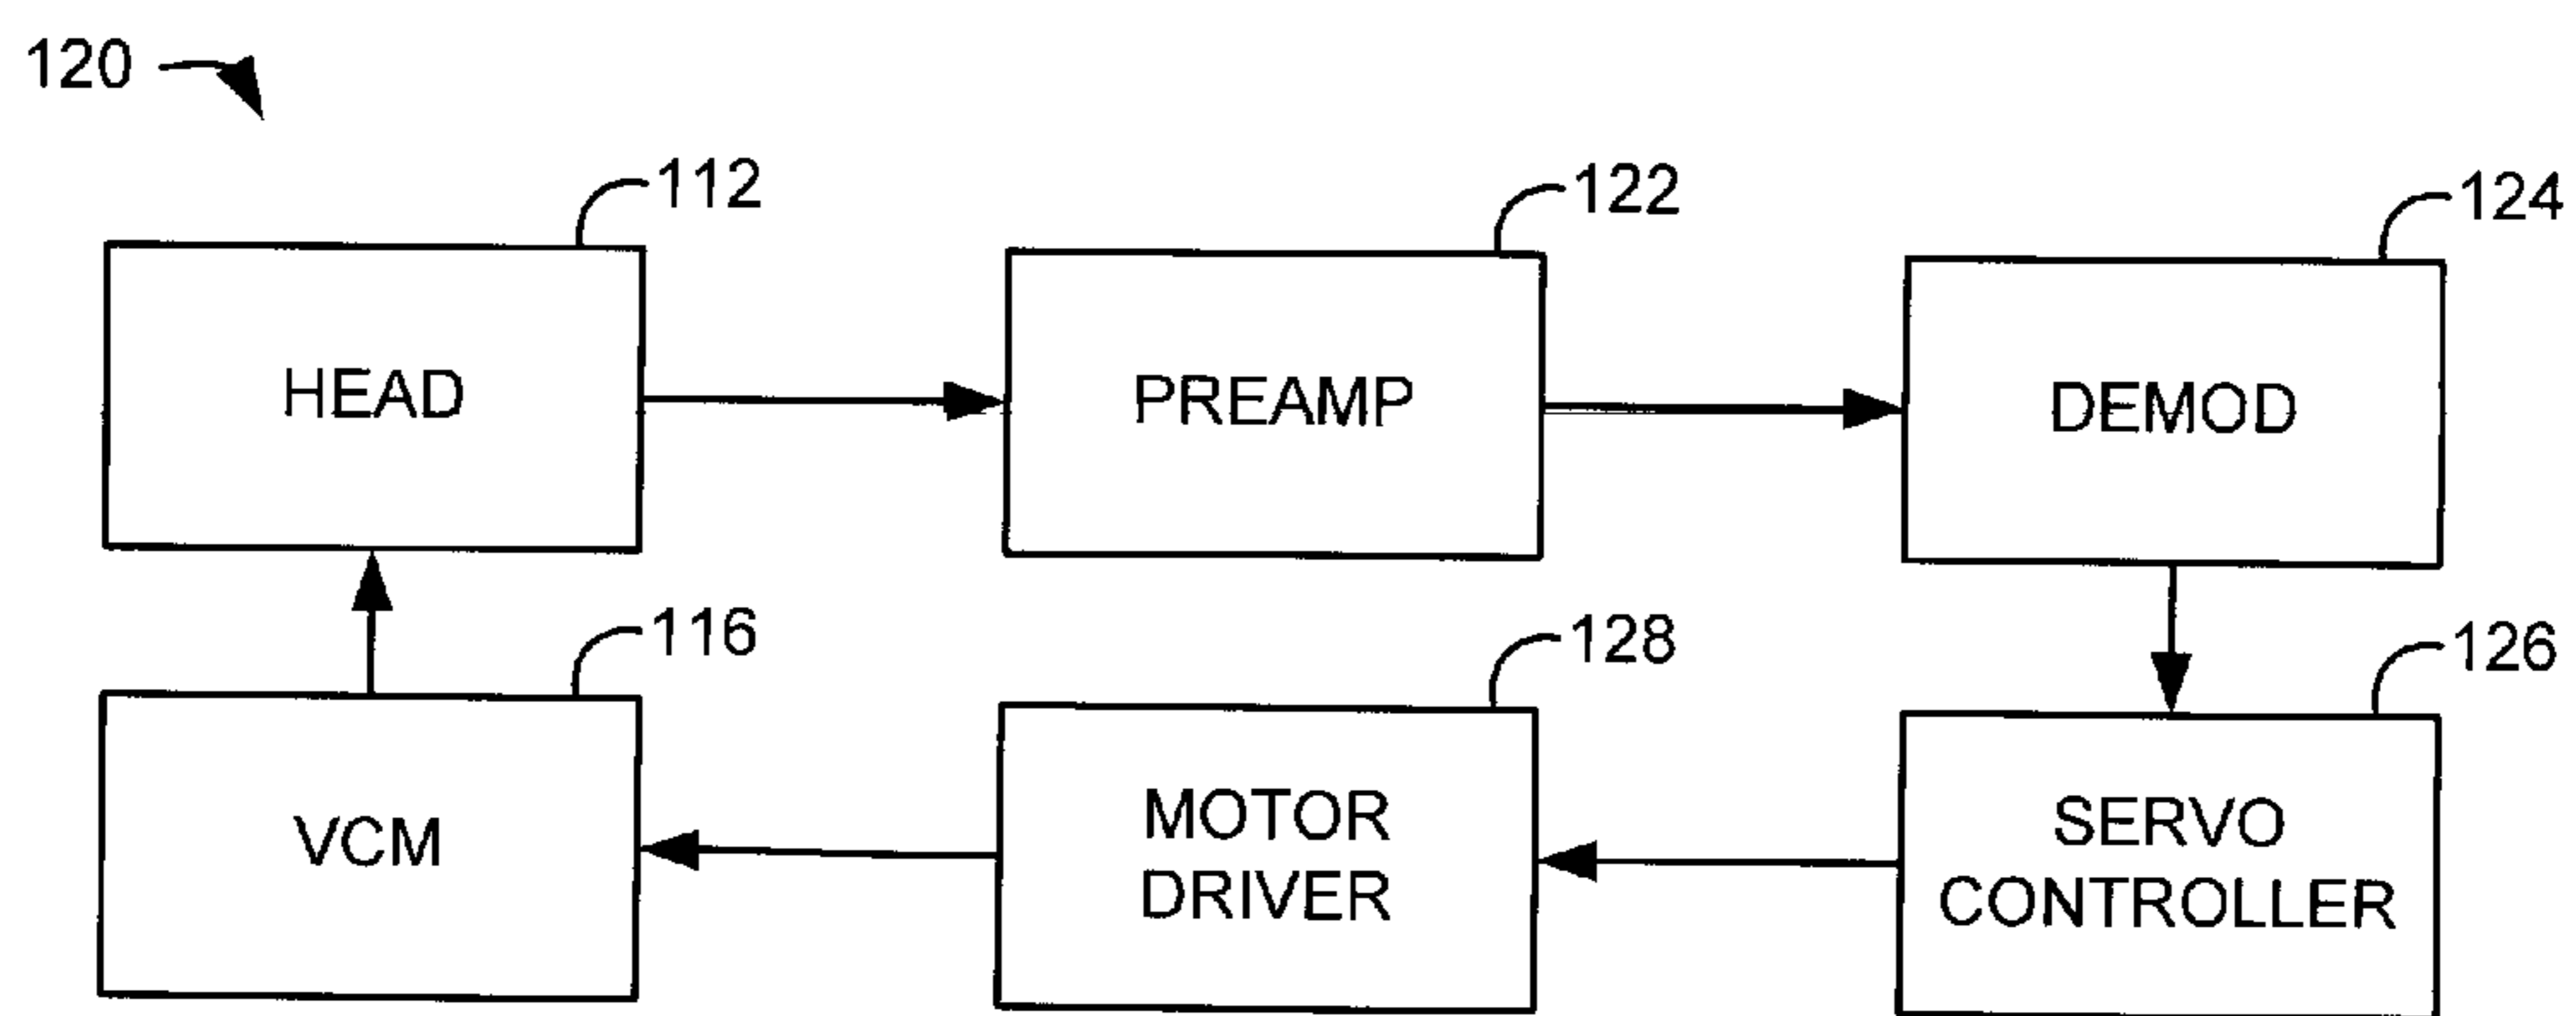 120
112
122
124
HEAD
PREAMP
DEMOD
116
128
126
VCM
MOTOR
DRIVER
SERVO
CONTROLLER